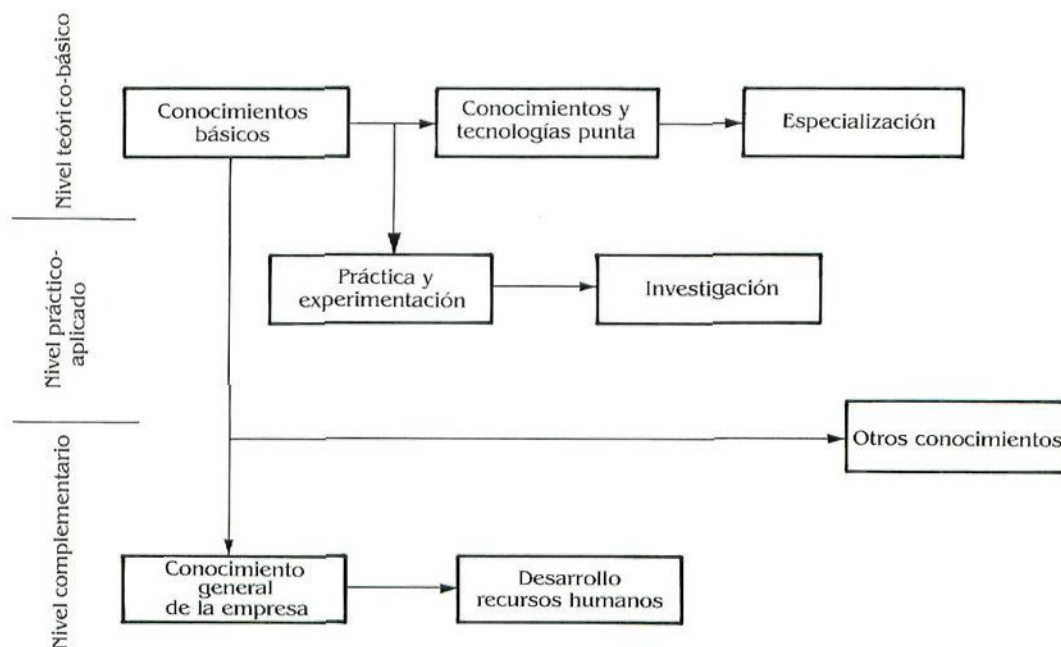 Nivel teórico-básico
Conocimientos
básicos
Conocimientos y
tecnologías punta
Especialización
Nivel práctico-
aplicado
Práctica y
experimentación
Investigación
Nivel complementario
Otros conocimientos
Conocimiento
general
de la empresa
Desarrollo
recursos humanos